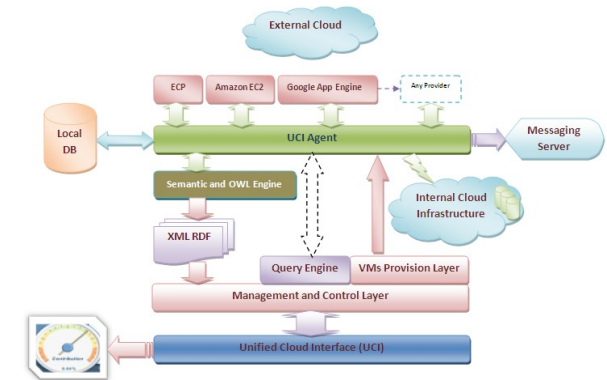 External Cloud
ECP
Amazon EC2
Google App Engine
Any Provider
Local
DB
UCI Agent
Messaging
Server
Semantic and OWL Engine
Internal Cloud
Infrastructure
XML RDF
Query Engine
VMs Provision Layer
Management and Control Layer
Unified Cloud Interface (UCI)
Contribution